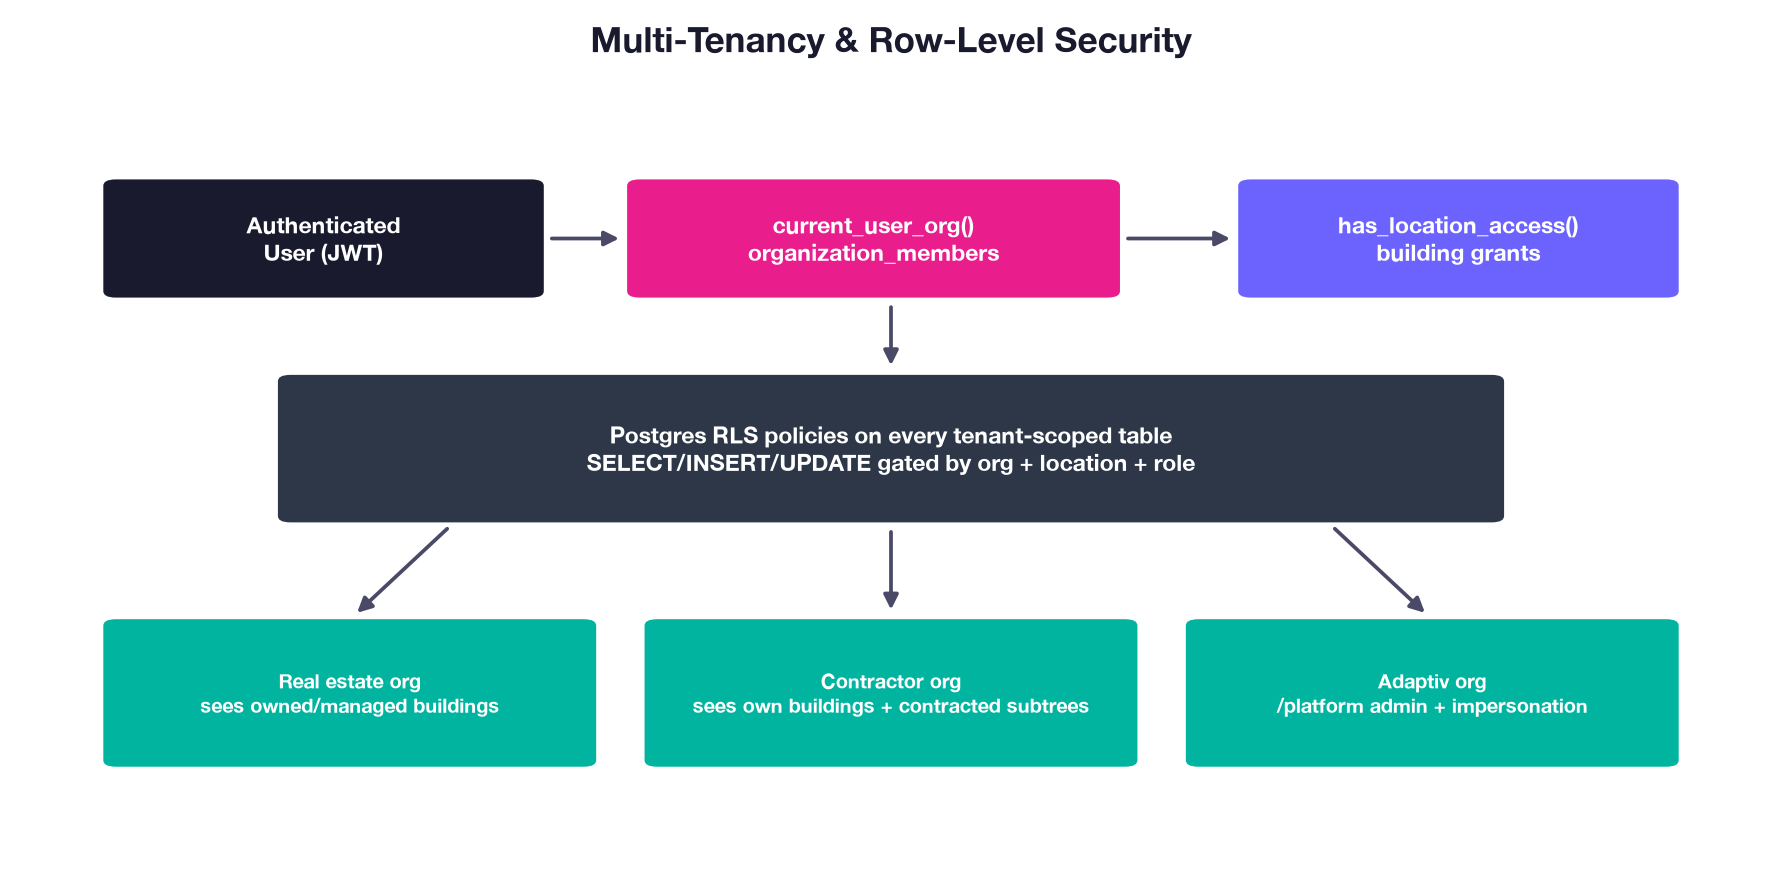 Multi-Tenancy & Row-Level Security
Authenticated
User (JWT)
current_user_org()
organization_members
has_location_access()
building grants
Postgres RLS policies on every tenant-scoped table
SELECT/INSERT/UPDATE gated by org + location + role
Real estate org
sees owned/managed buildings
Contractor org
sees own buildings + contracted subtrees
Adaptiv org
/platform admin + impersonation